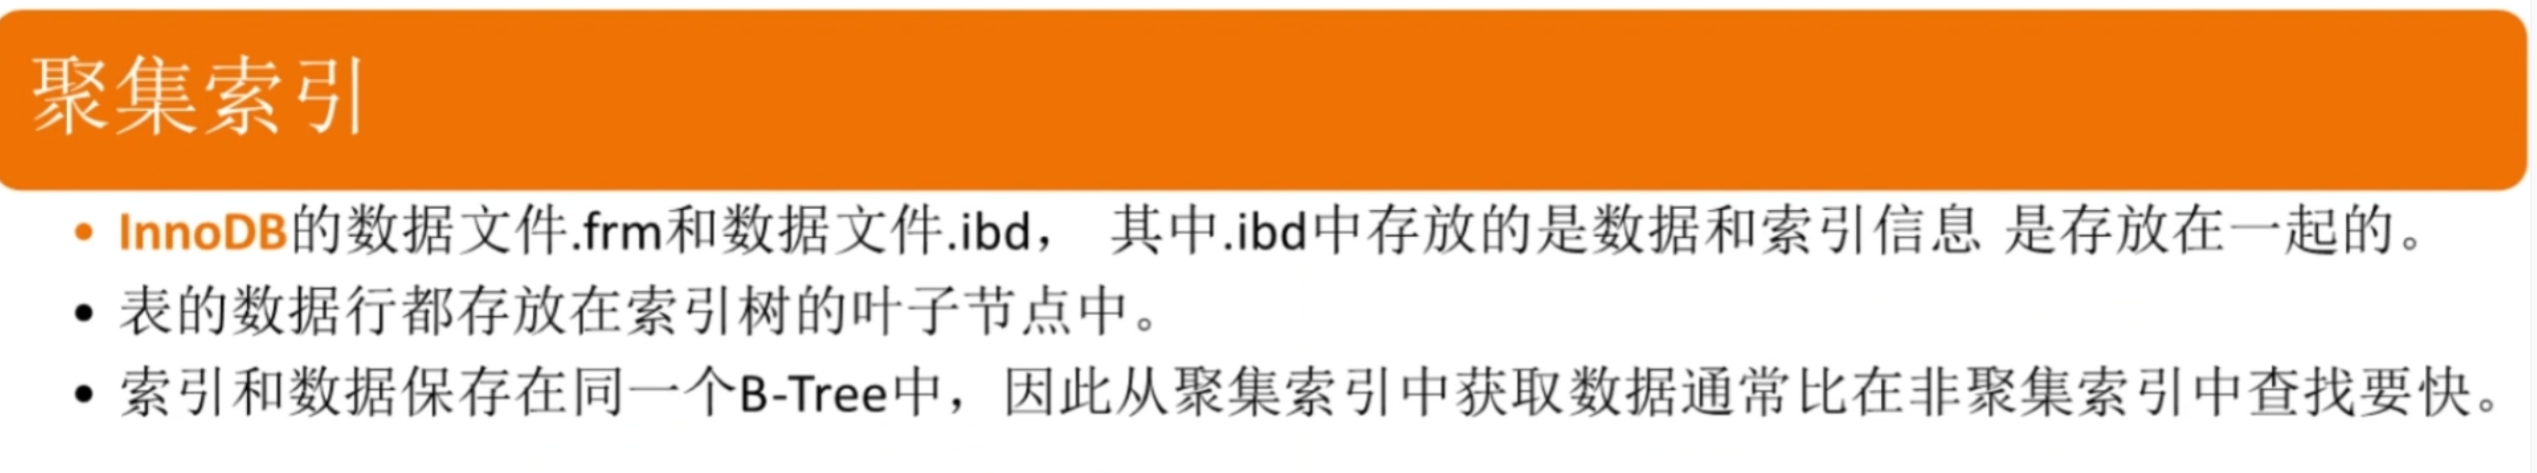 聚集索引
• InnoDB的数据文件.frm和数据文件.ibd， 其中.ibd中存放的是数据和索引信息 是存放在一起的。
• 表的数据行都存放在索引树的叶子节点中。
• 索引和数据保存在同一个B-Tree中，因此从聚集索引中获取数据通常比在非聚集索引中查找要快。